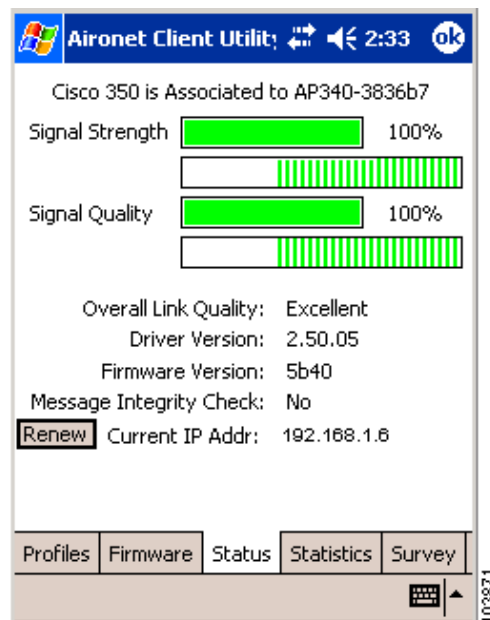 Aironet Client Utility 2:33 ok
Cisco 350 is Associated to AP340-3836b7
Signal Strength 100%
Signal Quality 100%
Overall Link Quality: Excellent
Driver Version: 2.50.05
Firmware Version: 5b40
Message Integrity Check: No
Renew Current IP Addr: 192.168.1.6
Profiles Firmware Status Statistics Survey
103871